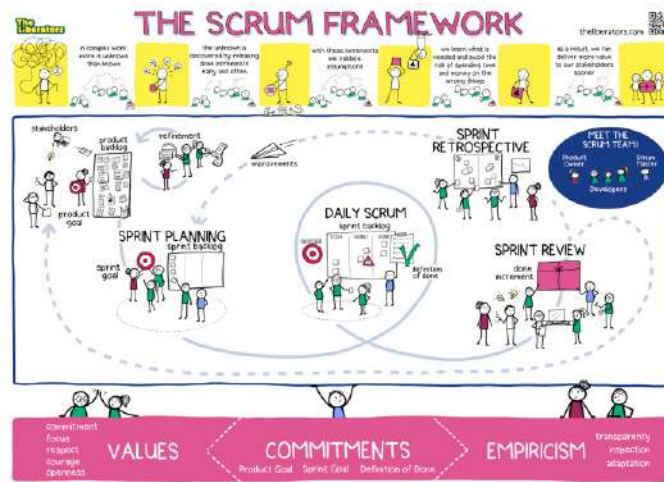 The Liberators
THE SCRUM FRAMEWORK
theliberators.com
in complex work,
more is unknown
than known
the unknown is
discovered by releasing
done increments
early and often.
with these increments
we validate
assumptions
we learn what is
needed and avoid the
risk of spending time
and money on the
wrong things
as a result, we can
deliver more value
to our stakeholders
sooner
stakeholders
product
backlog
refinement
improvements
product
goal
SPRINT
RETROSPECTIVE
MEET THE
SCRUM TEAM!
Product
Owner
Scrum
Master
Developers
SPRINT PLANNING
sprint backlog
sprint
goal
DAILY SCRUM
sprint backlog
definition
of done
SPRINT REVIEW
done
increment
commitment
focus
respect
courage
openness
VALUES
COMMITMENTS
Product Goal Sprint Goal Definition of Done
EMPIRICISM
transparency
inspection
adaptation